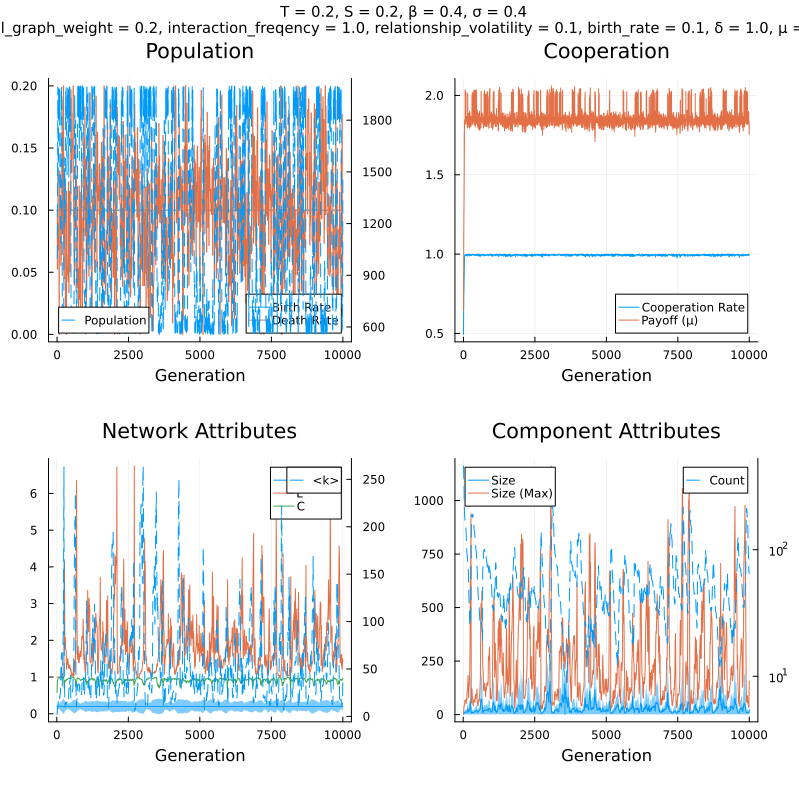 T = 0.2, S = 0.2, β = 0.4, σ = 0.4
l_graph_weight = 0.2, interaction_freqency = 1.0, relationship_volatility = 0.1, birth_rate = 0.1, δ = 1.0, μ =
Population
Cooperation
0.20
0.15
0.10
0.05
0.00
1800
1500
1200
900
600
Population
Birth Rate
Death Rate
0
2500
5000
7500
10000
Generation
2.0
1.5
1.0
0.5
Cooperation Rate
Payoff (μ)
0
2500
5000
7500
10000
Generation
Network Attributes
Component Attributes
6
5
4
3
2
1
0
250
200
150
100
50
0
<k>
L
C
0
2500
5000
7500
10000
Generation
1000
750
500
250
0
10²
10¹
Size
Size (Max)
Count
0
2500
5000
7500
10000
Generation